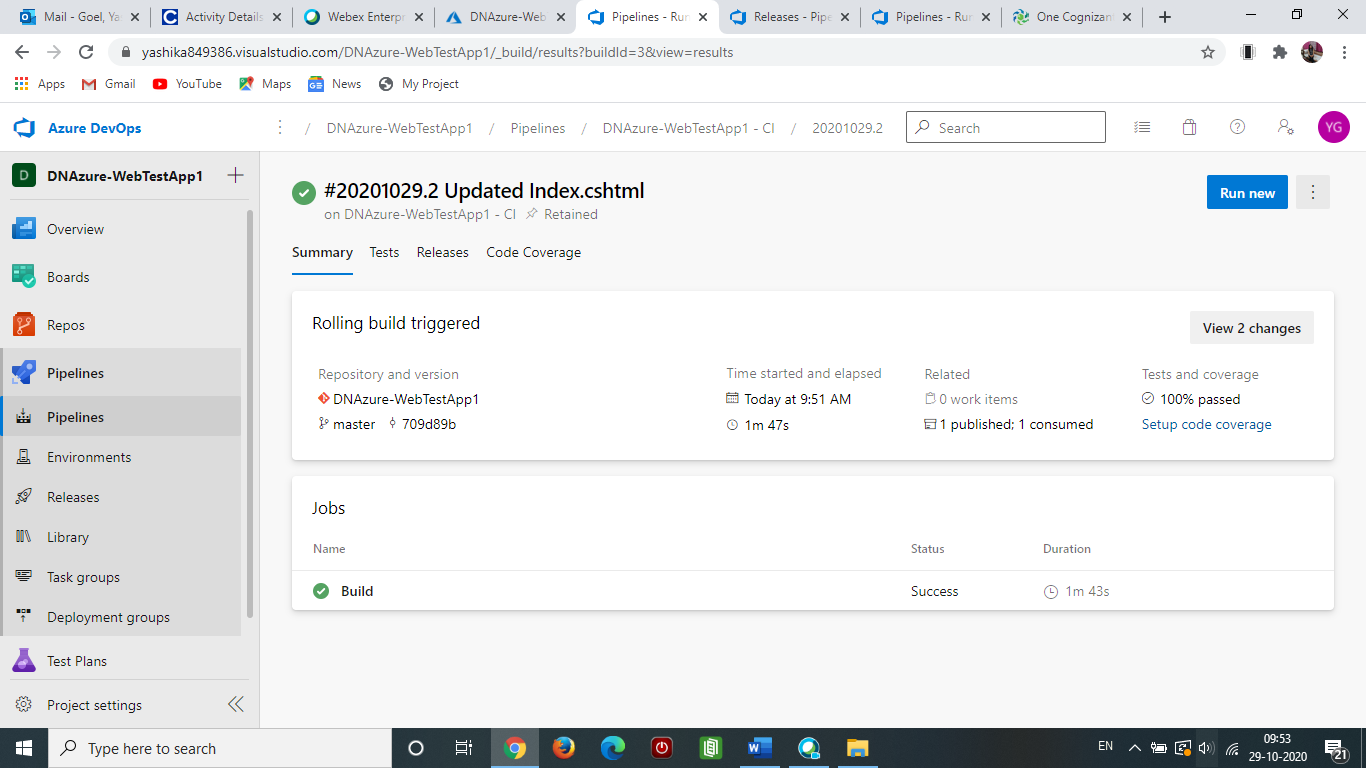 Mail - Goel, Ya
Activity Details
Webex Enterpr
DNAzure-Web
Pipelines - Run
Releases - Pipe
Pipelines - Run
One Cognizant
yashika849386.visualstudio.com/DNAzure-WebTestApp1/_build/results?buildId=3&view=results
Apps
Gmail
YouTube
Maps
News
My Project
Azure DevOps
/ DNAzure-WebTestApp1 / Pipelines / DNAzure-WebTestApp1 - CI / 20201029.2
Search
YG
D
DNAzure-WebTestApp1
Overview
Boards
Repos
Pipelines
Pipelines
Environments
Releases
Library
Task groups
Deployment groups
Test Plans
Project settings
#20201029.2 Updated Index.cshtml
on DNAzure-WebTestApp1 - CI Retained
Run new
Summary
Tests
Releases
Code Coverage
Rolling build triggered
View 2 changes
Repository and version
DNAzure-WebTestApp1
master 709d89b
Time started and elapsed
Today at 9:51 AM
1m 47s
Related
0 work items
1 published; 1 consumed
Tests and coverage
100% passed
Setup code coverage
Jobs
Name Status Duration
Build Success 1m 43s
Type here to search
EN
09:53
29-10-2020
21